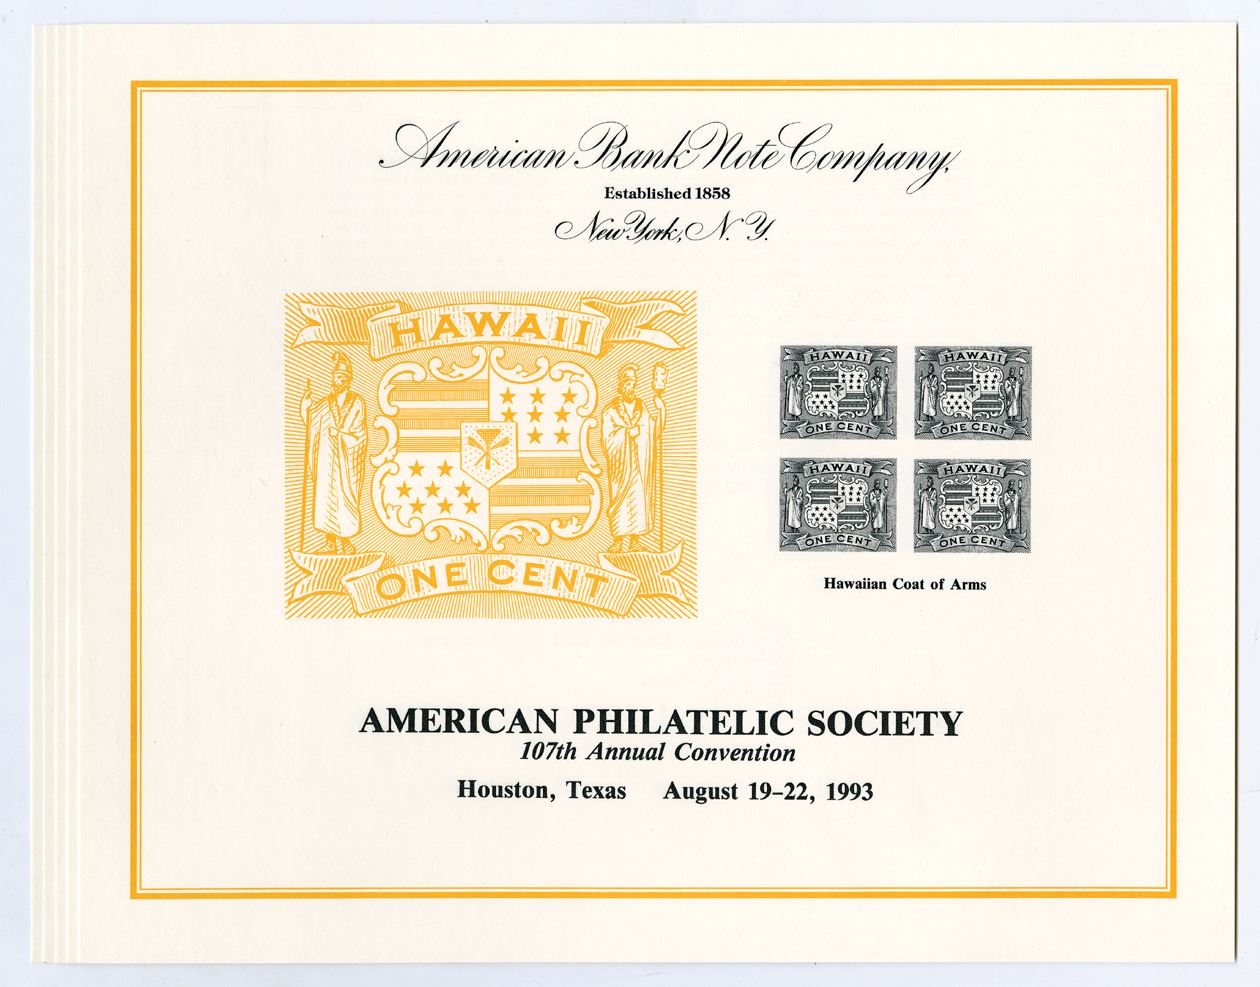 American Bank Note Company,
Established 1858
New York, N. Y.
HAWAII
ONE CENT
HAWAII
ONE CENT
HAWAII
ONE CENT
HAWAII
ONE CENT
HAWAII
ONE CENT
Hawaiian Coat of Arms
AMERICAN PHILATELIC SOCIETY
107th Annual Convention
Houston, Texas August 19–22, 1993